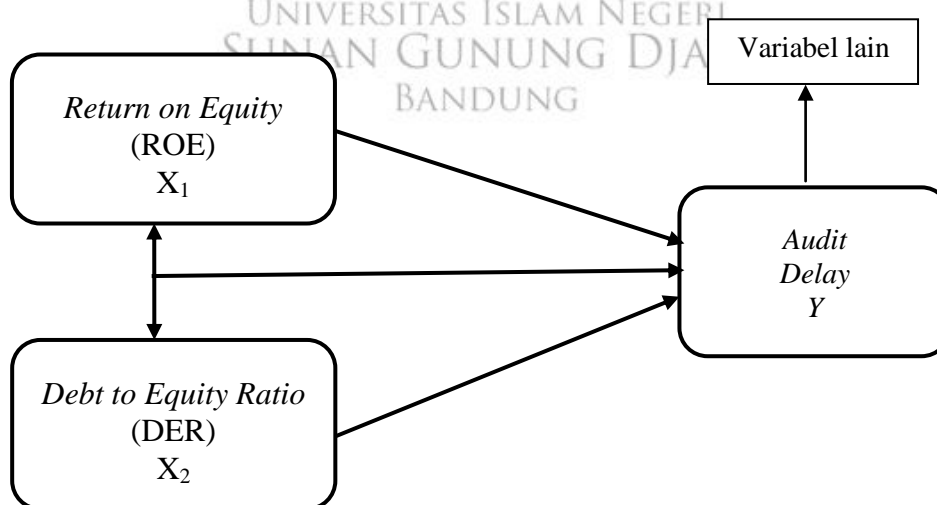 UNIVERSITAS ISLAM NEGERI
SUNAN GUNUNG DJA
BANDUNG
Variabel lain
Return on Equity
(ROE)
X₁
Audit
Delay
Y
Debt to Equity Ratio
(DER)
X₂